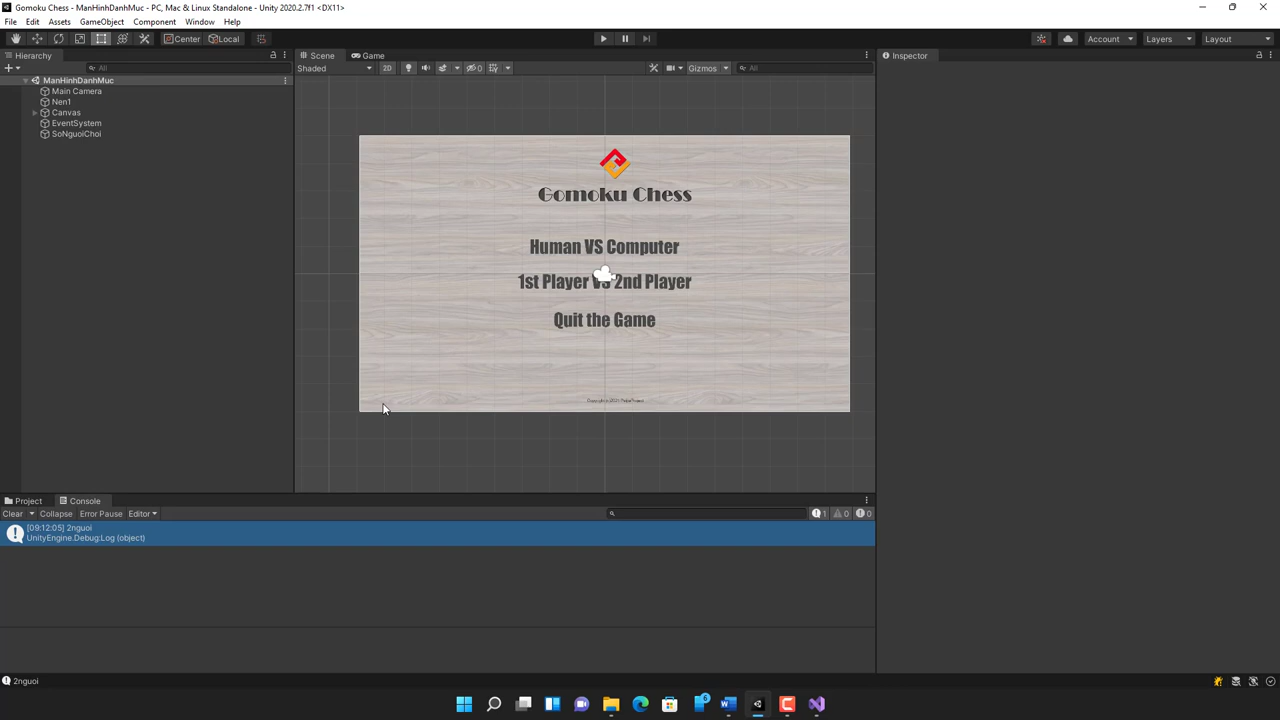 Gomoku Chess - ManHinhDanhMuc - PC, Mac & Linux Standalone - Unity 2020.2.7f1 <DX11>
File Edit Assets GameObject Component Window Help
Center Local Account Layers Layout
Hierarchy Scene Game Inspector
All Shaded 2D 0 Gizmos All
ManHinhDanhMuc
Main Camera
Nen1
Canvas
EventSystem
SoNguoiChoi
Gomoku Chess
Human VS Computer
1st Player VS 2nd Player
Quit the Game
Project Console
Clear Collapse Error Pause Editor 1 0 0
[09:12:05] 2nguoi
UnityEngine.Debug:Log (object)
2nguoi
6